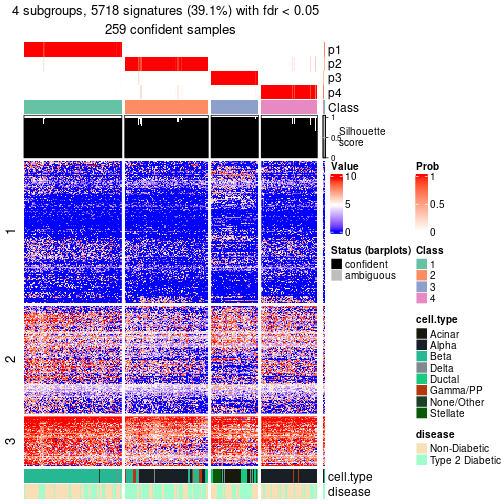 4 subgroups, 5718 signatures (39.1%) with fdr < 0.05
259 confident samples
p1
p2
p3
p4
Class
1
0.5
0
Silhouette
score
1
2
3
cell.type
disease
Value
10
5
0
Prob
1
0.5
0
Status (barplots)
confident
ambiguous
Class
1
2
3
4
cell.type
Acinar
Alpha
Beta
Delta
Ductal
Gamma/PP
None/Other
Stellate
disease
Non-Diabetic
Type 2 Diabetic